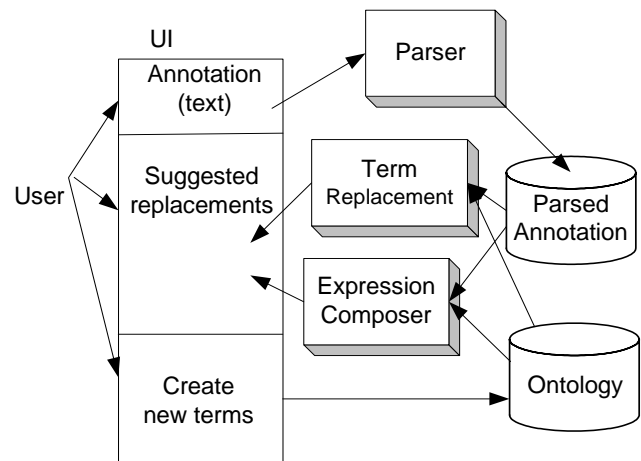 UI
Annotation
(text)
Parser
User
Suggested
replacements
Term
Replacement
Parsed
Annotation
Expression
Composer
Create
new terms
Ontology